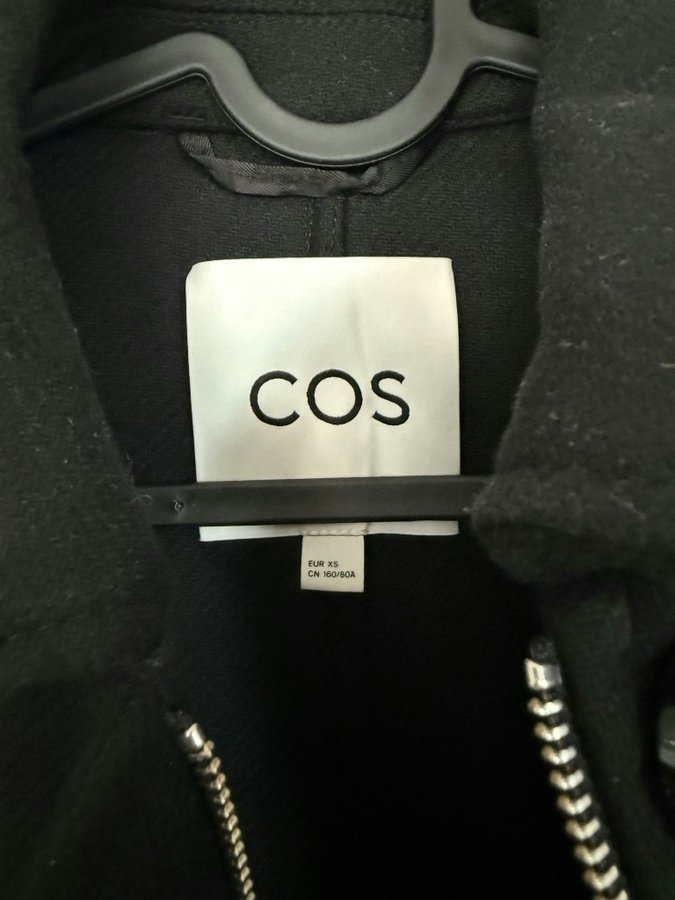 COS
EUR XS
CN 160/80A